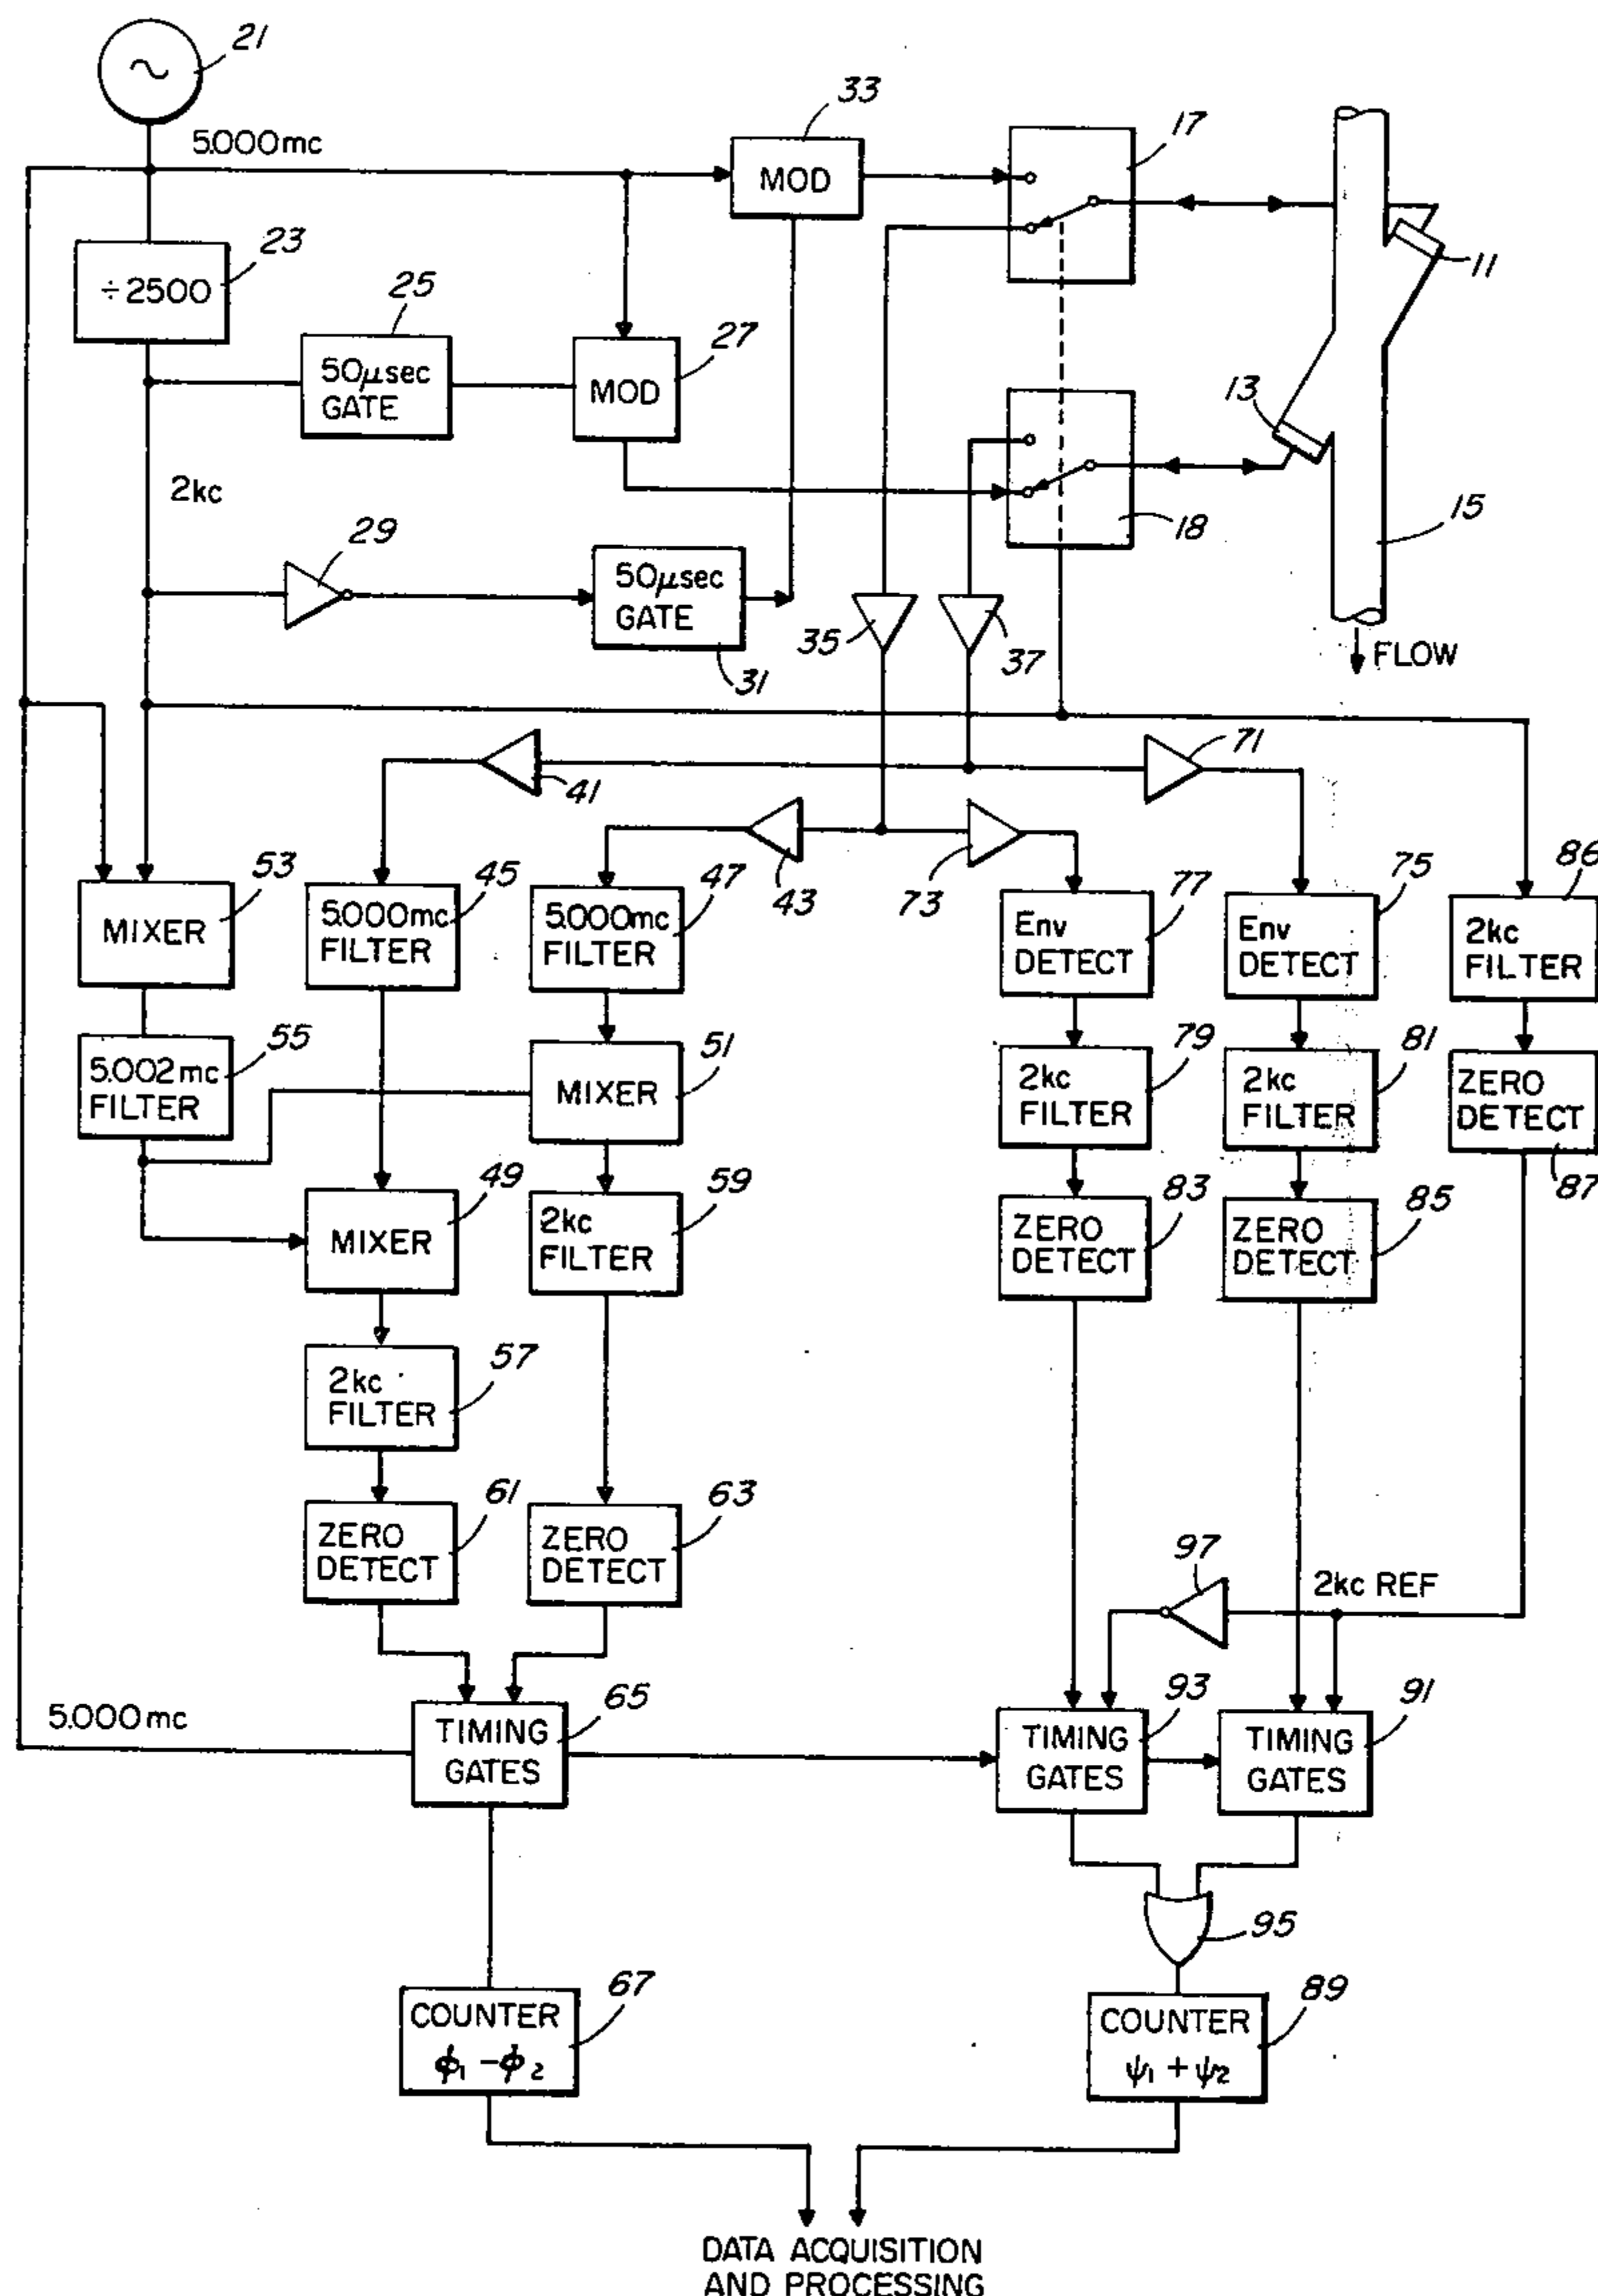 21
5.000mc
33
MOD
17
11
÷2500
23
25
50μsec
GATE
27
MOD
13
2kc
18
15
29
50μsec
GATE
31
35
37
FLOW
41
71
43
73
53
MIXER
45
5.000mc
FILTER
47
5.000mc
FILTER
77
Env
DETECT
75
Env
DETECT
86
2kc
FILTER
55
5.002mc
FILTER
51
MIXER
79
2kc
FILTER
81
2kc
FILTER
ZERO
DETECT
87
49
MIXER
59
2kc
FILTER
83
ZERO
DETECT
85
ZERO
DETECT
57
2kc
FILTER
61
ZERO
DETECT
63
ZERO
DETECT
97
2kc REF
5.000mc
65
TIMING
GATES
93
TIMING
GATES
91
TIMING
GATES
95
67
COUNTER
ϕ₁ -ϕ₂
89
COUNTER
ψ₁ + ψ₂
DATA ACQUISITION
AND PROCESSING